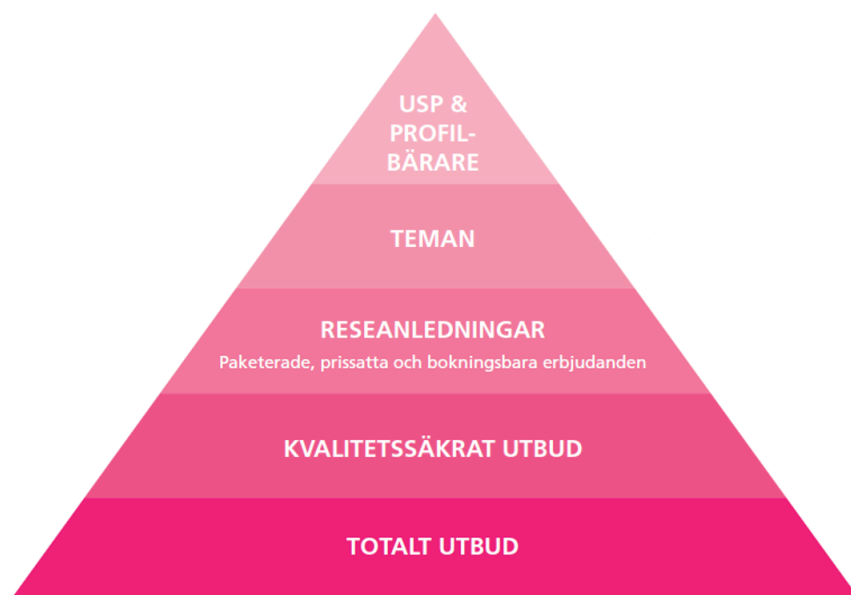 USP &
PROFIL-
BÄRARE
TEMAN
RESEANLEDNINGAR
Paketerade, prissatta och bokningsbara erbjudanden
KVALITETSSÄKRAT UTBUD
TOTALT UTBUD